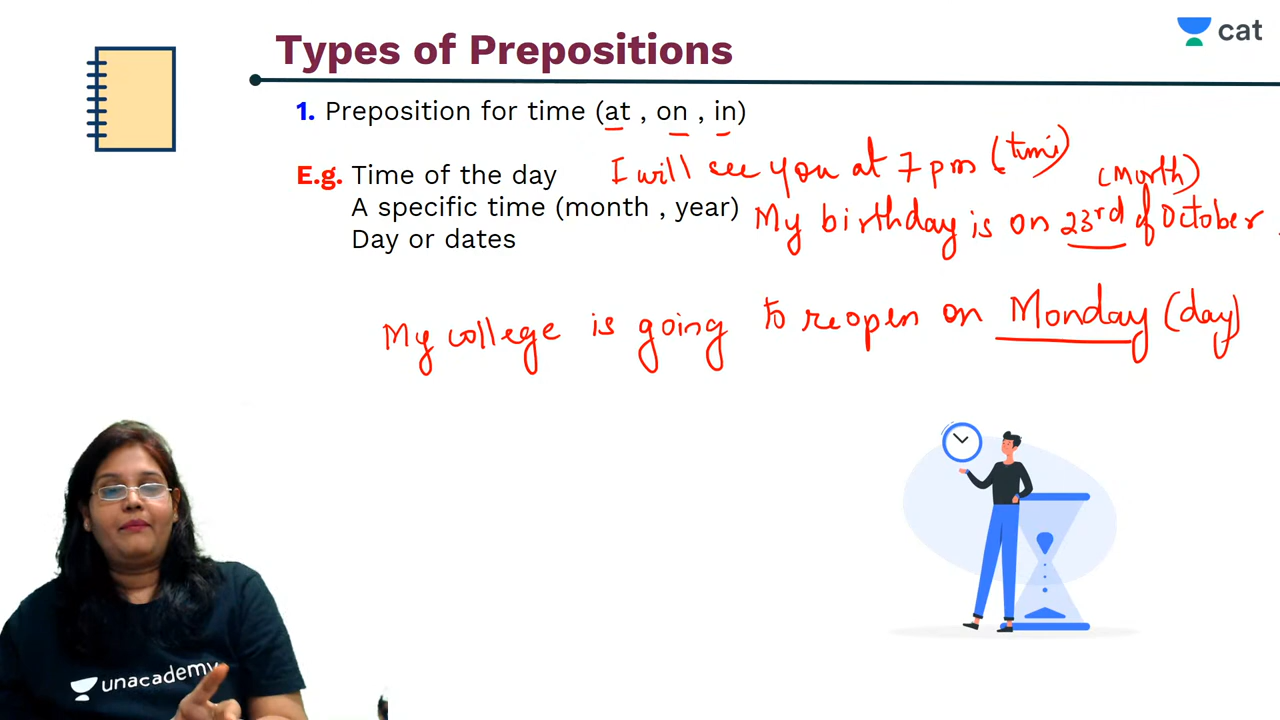 Types of Prepositions
cat
1. Preposition for time (at , on , in)
E.g. Time of the day
I will see you at 7 pm (time)
A specific time (month , year)
(Month)
My birthday is on 23rd of October .
Day or dates
My college is going to reopen on Monday (day)
unacademy